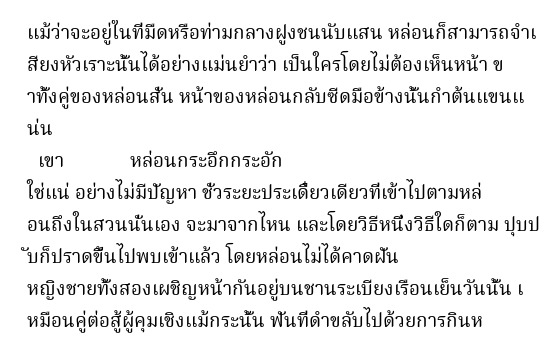 แม้ว่าจะอยู่ในที่มืดหรือท่ามกลางฝูงชนนับแสน หล่อนก็สามารถจำเ
สียงหัวเราะนั้นได้อย่างแม่นยำว่า เป็นใครโดยไม่ต้องเห็นหน้า ข
าทั้งคู่ของหล่อนสั่น หน้าของหล่อนกลับซีดมือข้างนั้นกำต้นแขนแ
น่น
เขา หล่อนกระอึกกระอัก
ใช่แน่ อย่างไม่มีปัญหา ชั่วระยะประเดี๋ยวเดียวที่เข้าไปตามหล่
อนถึงในสวนนั่นเอง จะมาจากไหน และโดยวิธีหนึ่งวิธีใดก็ตาม ปุบป
ับก็ปราดขึ้นไปพบเข้าแล้ว โดยหล่อนไม่ได้คาดฝัน
หญิงชายทั้งสองเผชิญหน้ากันอยู่บนชานระเบียงเรือนเย็นวันนั้น เ
หมือนคู่ต่อสู้ผู้คุมเชิงแม้กระนั้น ฟันที่ดำขลับไปด้วยการกินห